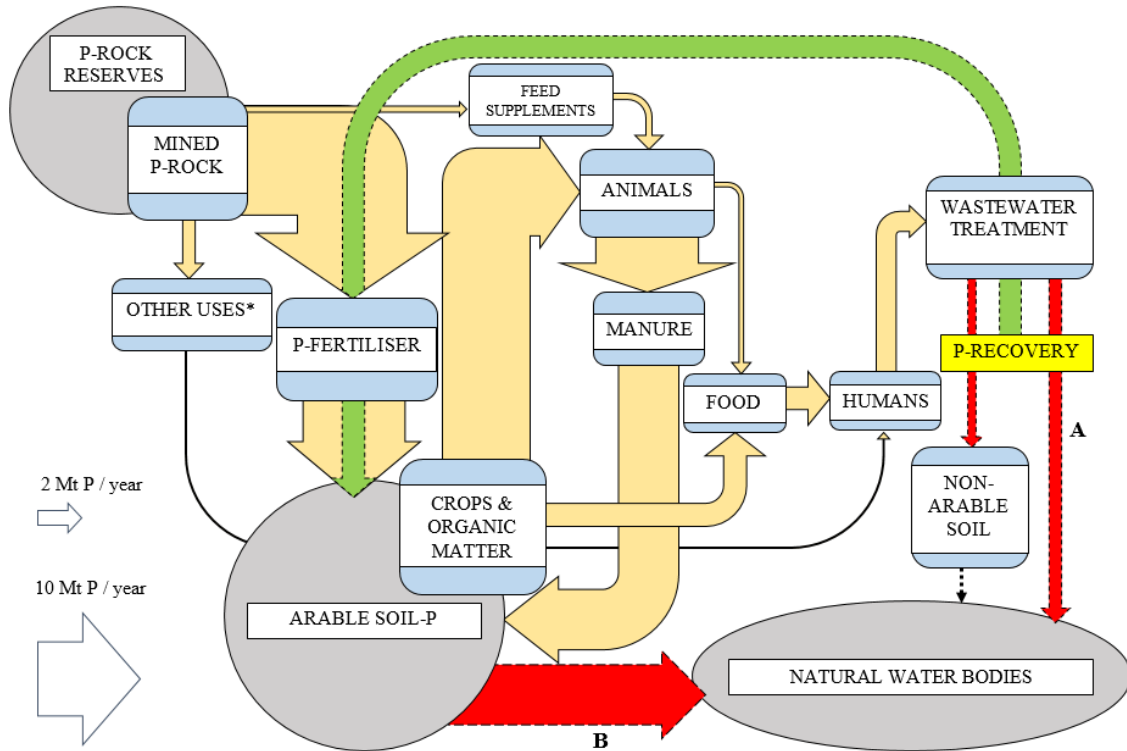 P-ROCK
RESERVES
MINED
P-ROCK
FEED
SUPPLEMENTS
ANIMALS
WASTEWATER
TREATMENT
OTHER USES*
P-FERTILISER
MANURE
P-RECOVERY
FOOD
HUMANS
A
2 Mt P / year
CROPS &
ORGANIC
MATTER
NON-
ARABLE
SOIL
10 Mt P / year
ARABLE SOIL-P
NATURAL WATER BODIES
B